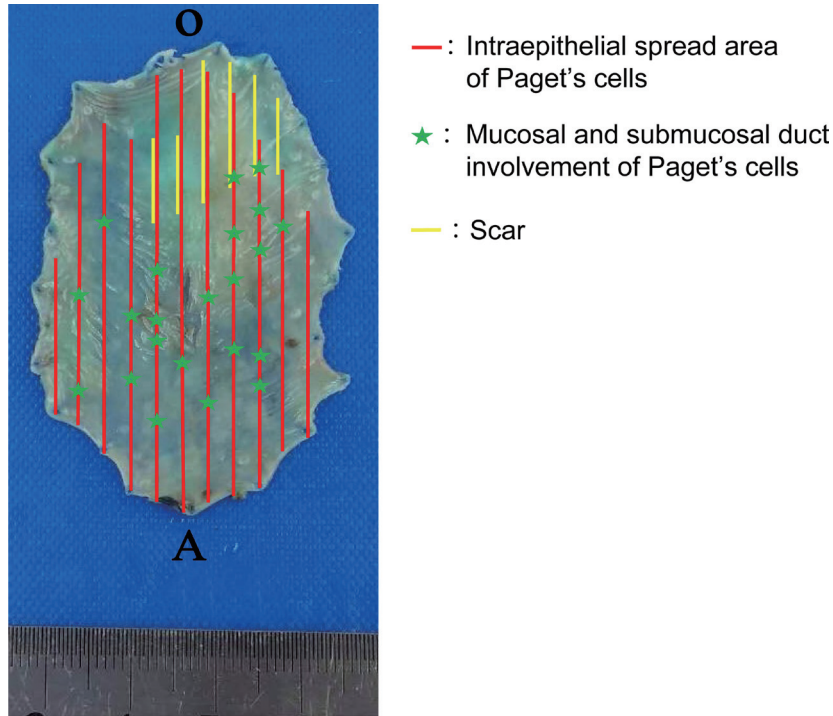 O
— : Intraepithelial spread area
of Paget's cells
★ : Mucosal and submucosal duct
involvement of Paget's cells
— : Scar
A